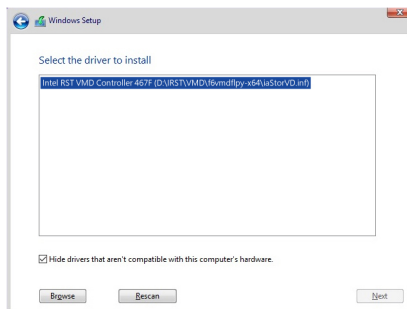 Windows Setup
Select the driver to install
Intel RST VMD Controller 467F (D:\IRST\VMD\f6vmdflpy-x64\iaStorVD.inf)
Hide drivers that aren't compatible with this computer's hardware.
Browse Rescan Next